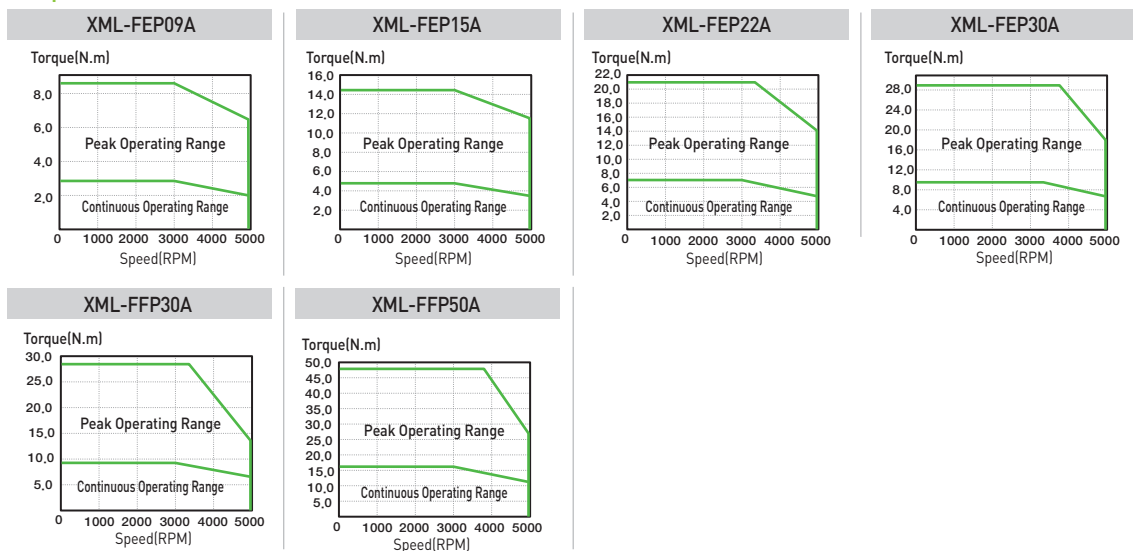 XML-FEP09A
Torque(N.m)
8,0
6,0
4,0
2,0
Peak Operating Range
Continuous Operating Range
0 1000 2000 3000 4000 5000
Speed(RPM)
XML-FEP15A
Torque(N.m)
16,0
14,0
12,0
10,0
8,0
6,0
4,0
2,0
Peak Operating Range
Continuous Operating Range
0 1000 2000 3000 4000 5000
Speed(RPM)
XML-FEP22A
Torque(N.m)
22,0
20,0
18,0
16,0
14,0
12,0
10,0
8,0
6,0
4,0
2,0
Peak Operating Range
Continuous Operating Range
0 1000 2000 3000 4000 5000
Speed(RPM)
XML-FEP30A
Torque(N.m)
28,0
24,0
20,0
16,0
12,0
8,0
4,0
Peak Operating Range
Continuous Operating Range
0 1000 2000 3000 4000 5000
Speed(RPM)
XML-FFP30A
Torque(N.m)
30,0
25,0
20,0
15,0
10,0
5,0
Peak Operating Range
Continuous Operating Range
0 1000 2000 3000 4000 5000
Speed(RPM)
XML-FFP50A
Torque(N.m)
50,0
45,0
40,0
35,0
30,0
25,0
20,0
15,0
10,0
5,0
Peak Operating Range
Continuous Operating Range
0 1000 2000 3000 4000 5000
Speed(RPM)